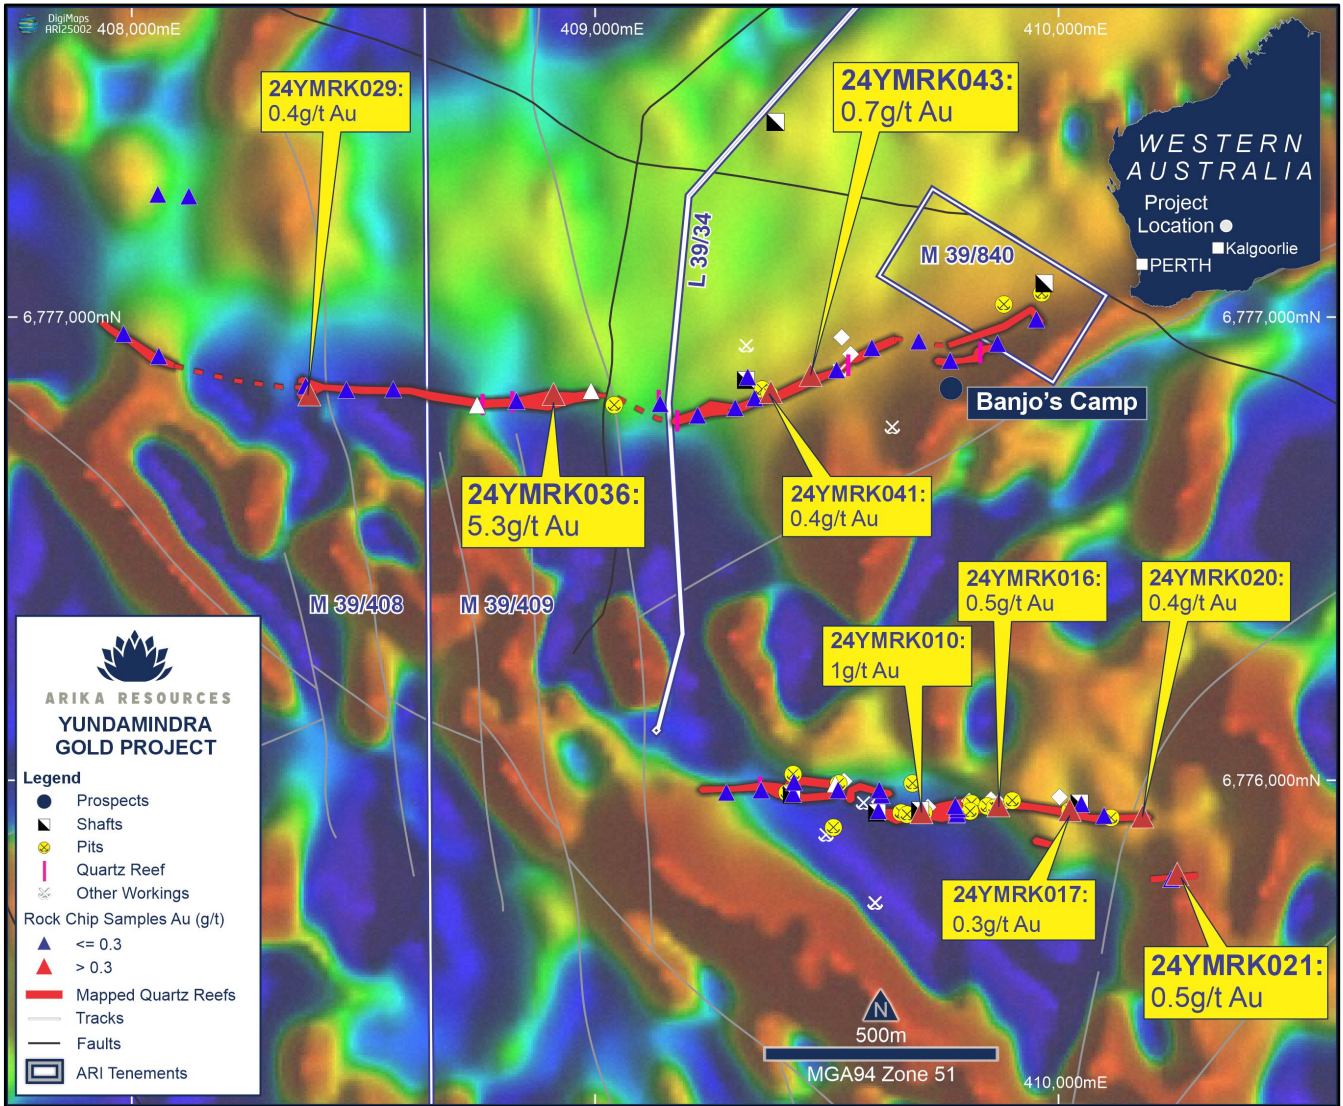 DigiMaps
ARI25002
408,000mE
409,000mE
410,000mE
24YMRK029:
0.4g/t Au
24YMRK043:
0.7g/t Au
WESTERN
AUSTRALIA
Project
Location
Kalgoorlie
PERTH
L 39/34
M 39/840
6,777,000mN
6,777,000mN
Banjo's Camp
24YMRK036:
5.3g/t Au
24YMRK041:
0.4g/t Au
M 39/408
M 39/409
24YMRK016:
0.5g/t Au
24YMRK020:
0.4g/t Au
24YMRK010:
1g/t Au
6,776,000mN
24YMRK017:
0.3g/t Au
24YMRK021:
0.5g/t Au
ARIKA RESOURCES
YUNDAMINDRA
GOLD PROJECT
Legend
Prospects
Shafts
Pits
Quartz Reef
Other Workings
Rock Chip Samples Au (g/t)
<= 0.3
> 0.3
Mapped Quartz Reefs
Tracks
Faults
ARI Tenements
N
500m
MGA94 Zone 51
410,000mE